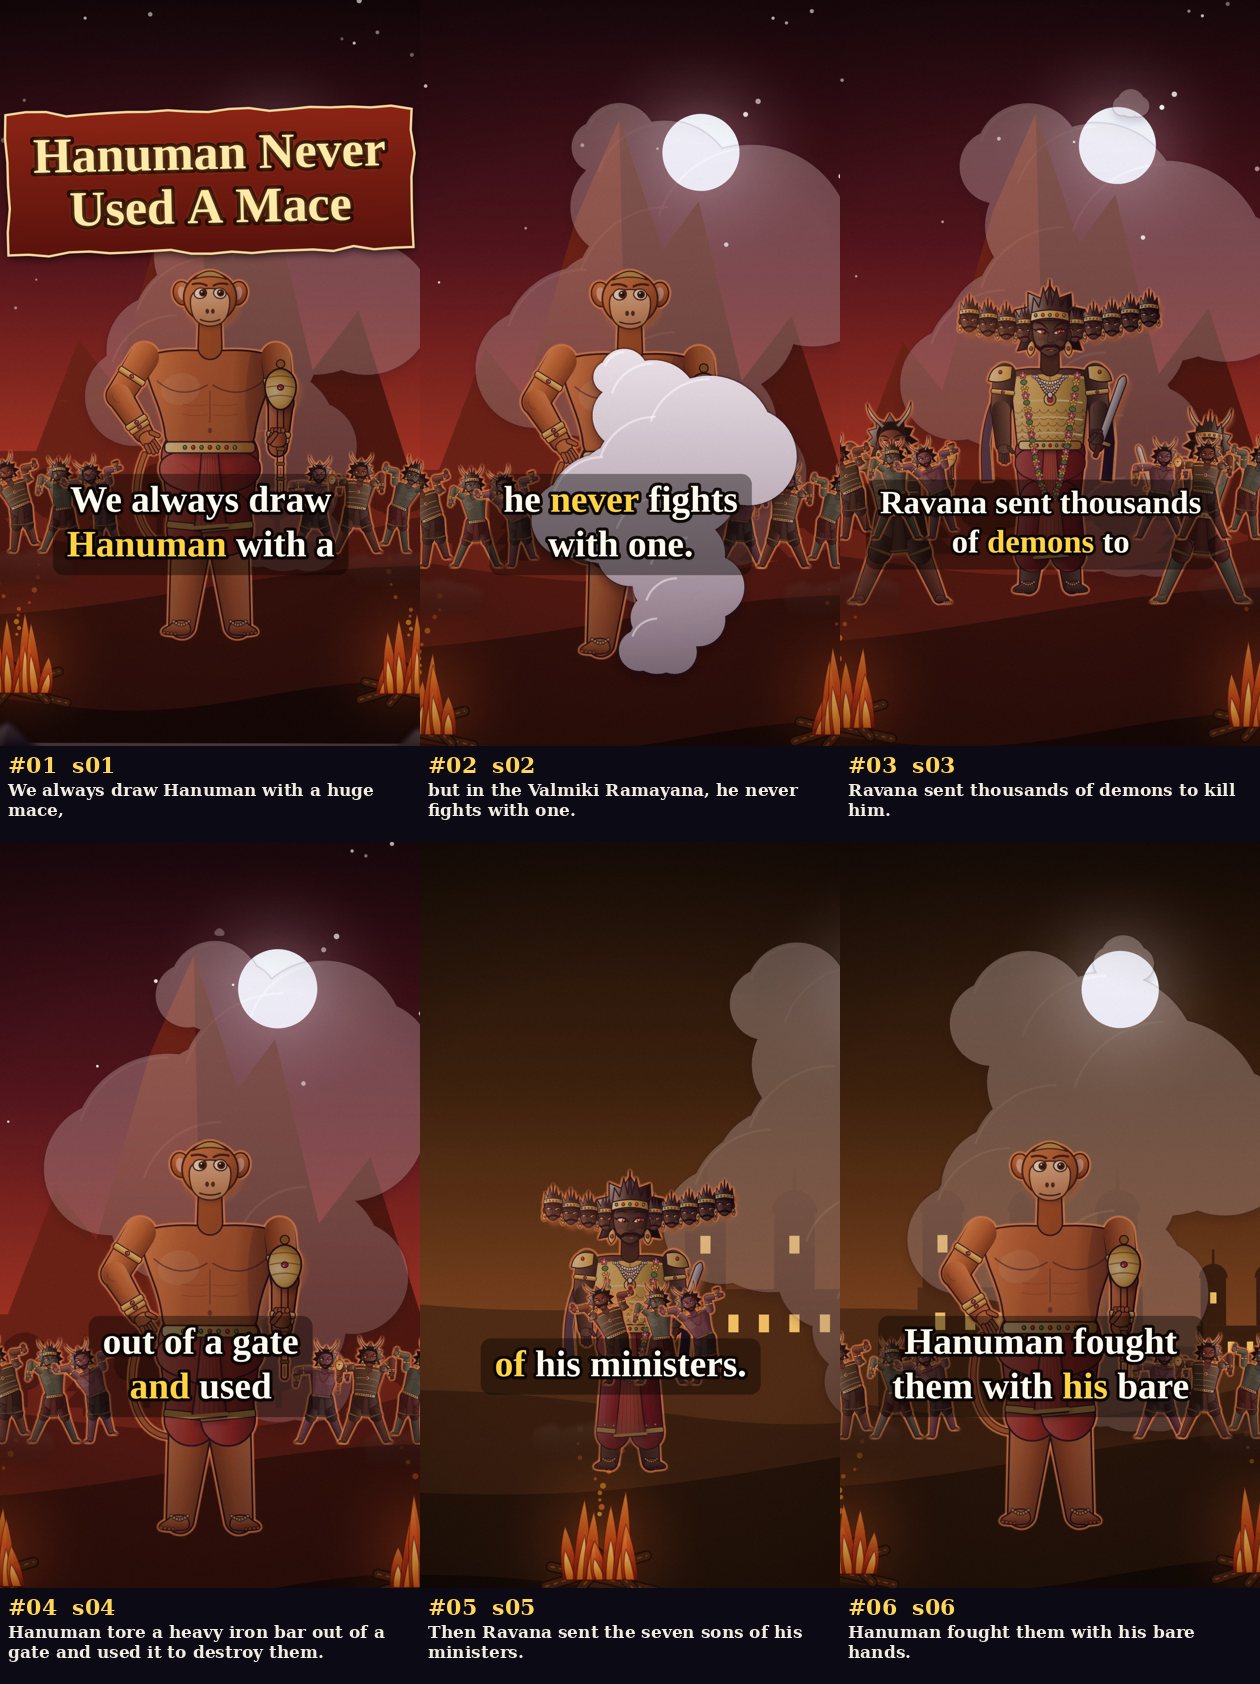 Hanuman Never
Used A Mace
We always draw
Hanuman with a
he never fights
with one.
Ravana sent thousands
of demons to
#01 s01
We always draw Hanuman with a huge
mace,
#02 s02
but in the Valmiki Ramayana, he never
fights with one.
#03 s03
Ravana sent thousands of demons to kill
him.
out of a gate
and used
of his ministers.
Hanuman fought
them with his bare
#04 s04
Hanuman tore a heavy iron bar out of a
gate and used it to destroy them.
#05 s05
Then Ravana sent the seven sons of his
ministers.
#06 s06
Hanuman fought them with his bare
hands.